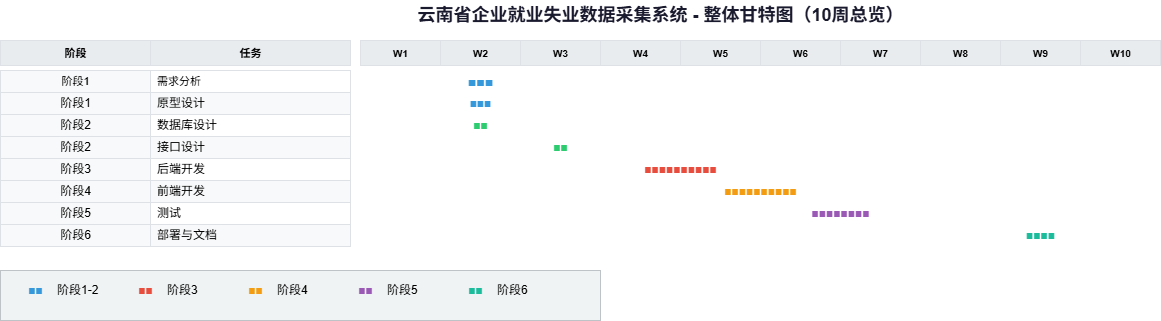 云南省企业就业失业数据采集系统 - 整体甘特图（10周总览）
阶段 任务 W1 W2 W3 W4 W5 W6 W7 W8 W9 W10
阶段1 需求分析
阶段1 原型设计
阶段2 数据库设计
阶段2 接口设计
阶段3 后端开发
阶段4 前端开发
阶段5 测试
阶段6 部署与文档
阶段1-2 阶段3 阶段4 阶段5 阶段6